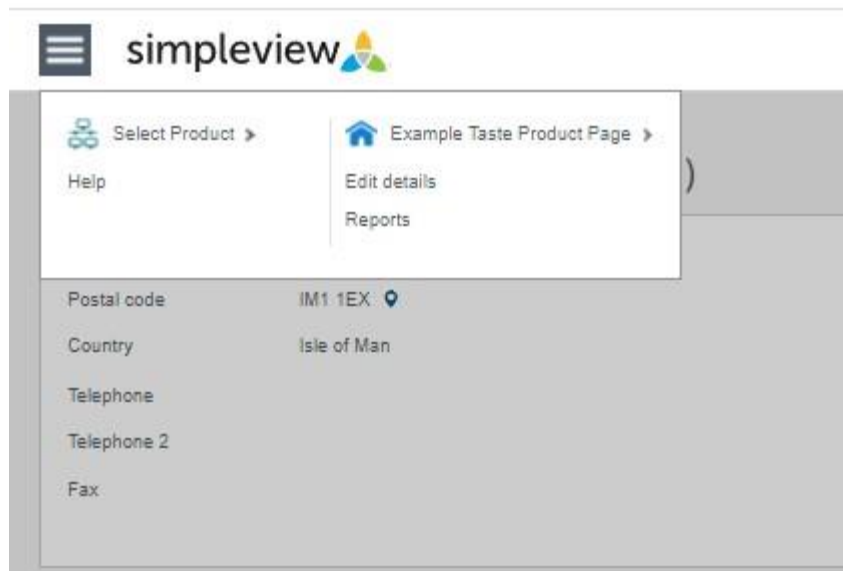 simpleview
Select Product > Example Taste Product Page >
Help Edit details
)
Reports
Postal code IM1 1EX
Country Isle of Man
Telephone
Telephone 2
Fax